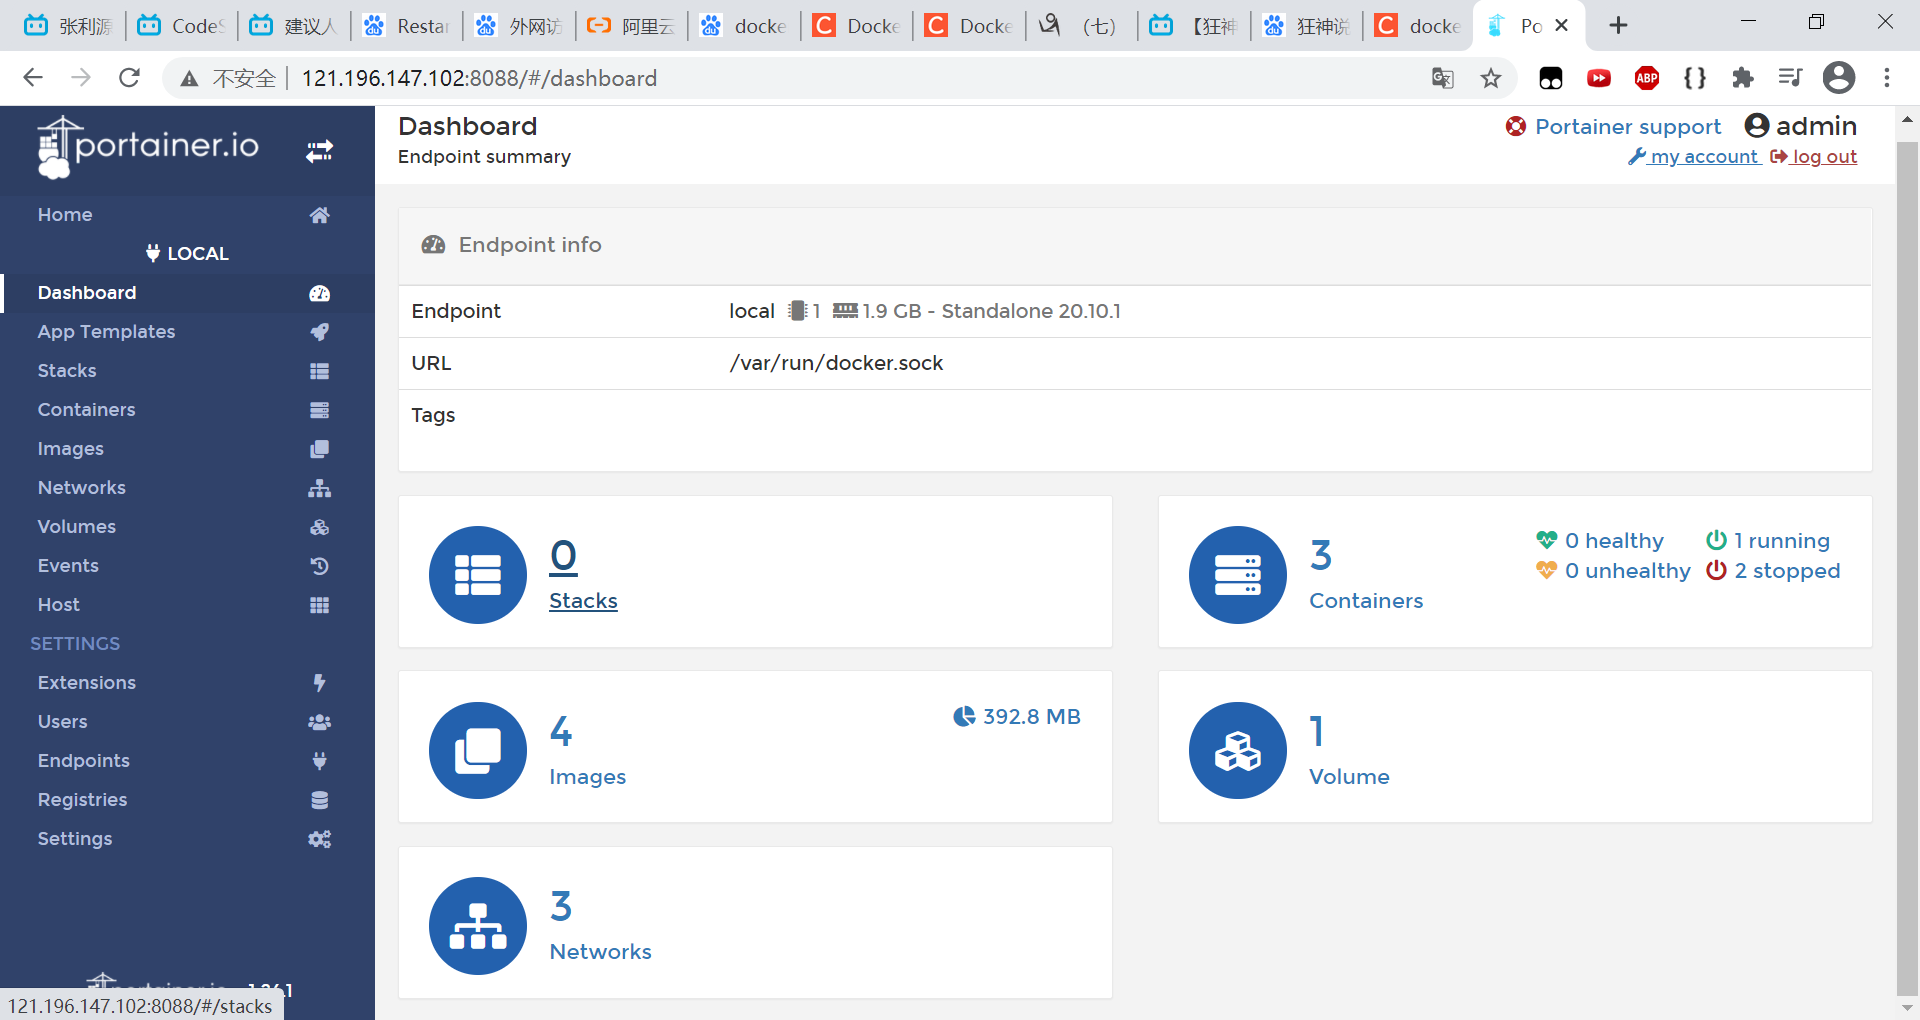 张利源
CodeS
建议人
Restar
外网访
阿里云
docke
Docke
Docke
（七）
【狂神
狂神说
docke
Po
不安全
121.196.147.102:8088/#/dashboard
portainer.io
Home
LOCAL
Dashboard
App Templates
Stacks
Containers
Images
Networks
Volumes
Events
Host
SETTINGS
Extensions
Users
Endpoints
Registries
Settings
121.196.147.102:8088/#/stacks
Dashboard
Endpoint summary
Portainer support
admin
my account
log out
Endpoint info
Endpoint local 1 1.9 GB - Standalone 20.10.1
URL /var/run/docker.sock
Tags
0
Stacks
3
Containers
0 healthy
1 running
0 unhealthy
2 stopped
4
Images
392.8 MB
1
Volume
3
Networks
ABP